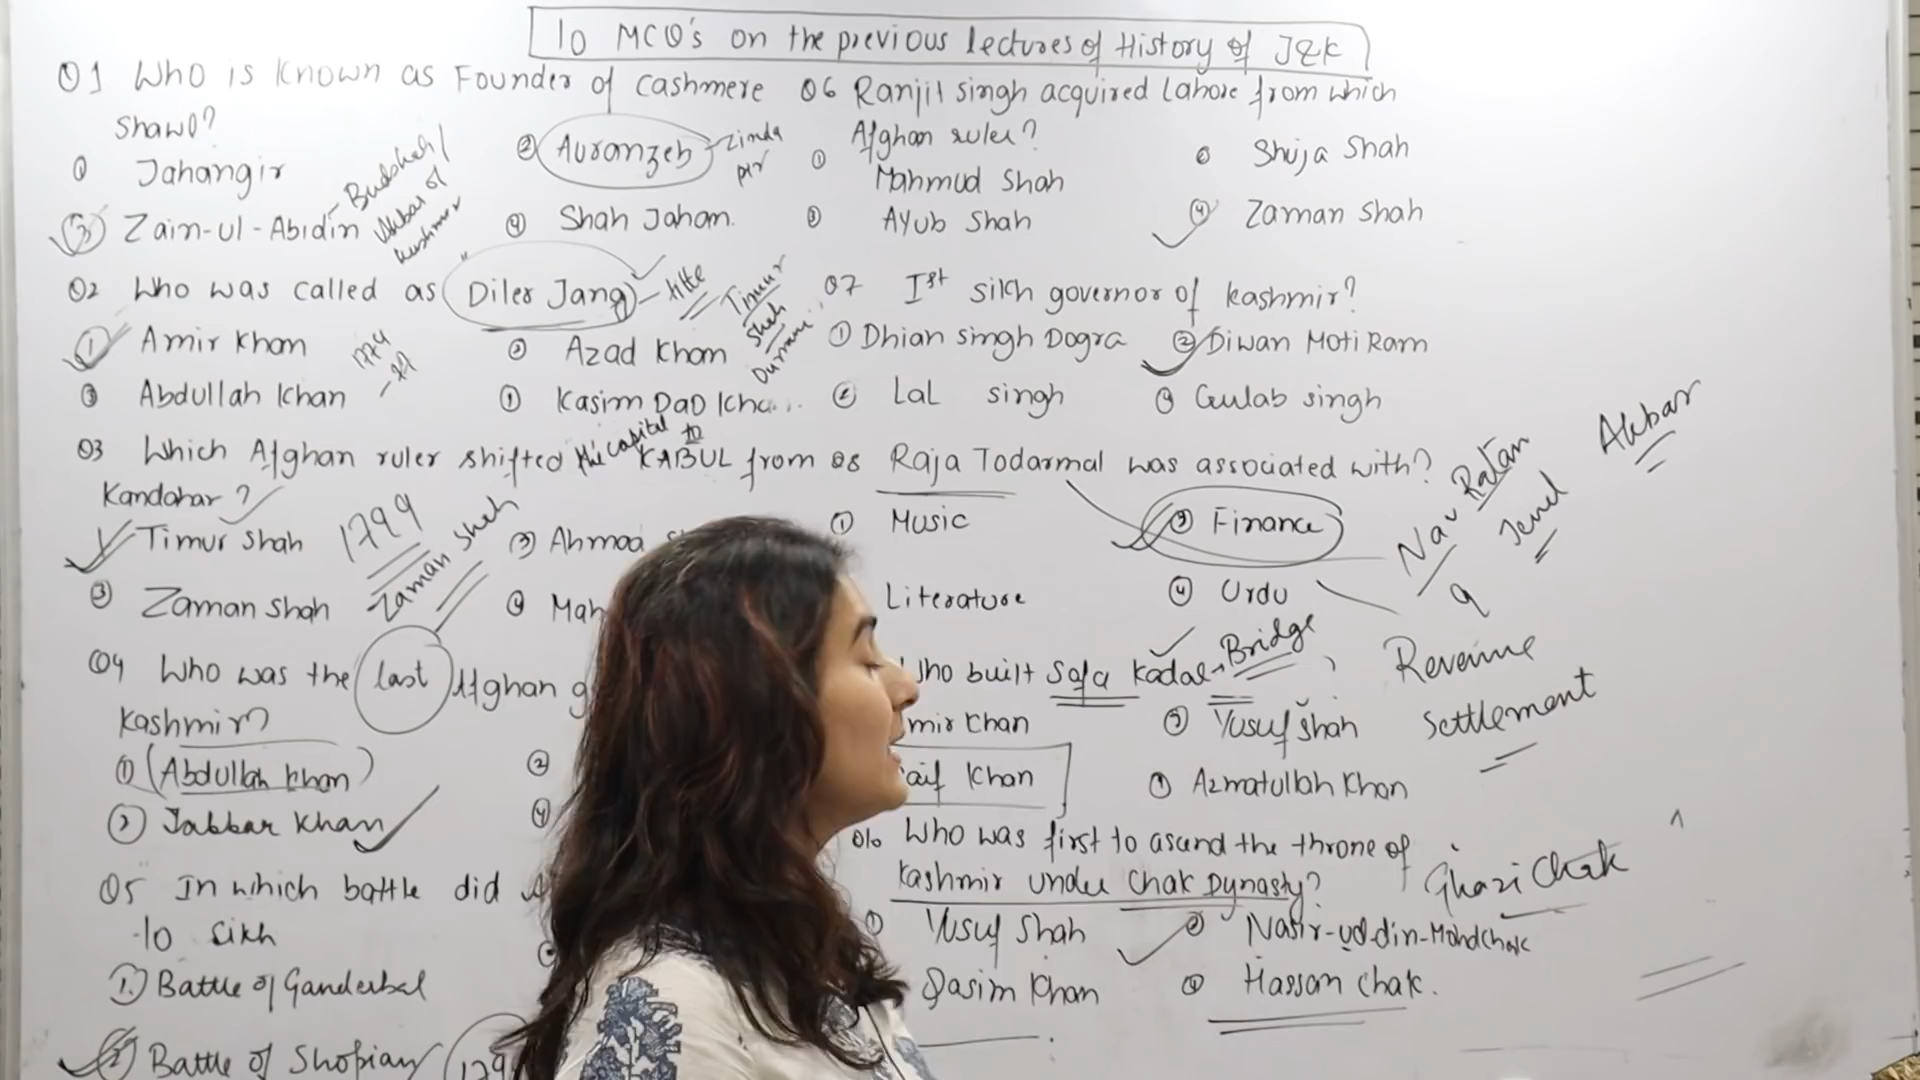 10 MCQ's on the previous lectures of History of J&K
Q1 Who is known as Founder of Cashmere
Shawl?
① Jahangir
② Auranzeb - Zinda
pir
③ Zain-ul-Abidin - Budshah /
Akbar of
Kashmir
④ Shah Jahan.
Q2 Who was called as "Diler Jang - title
Timur
Shah
Durrani
① Amir Khan
② Azad Khan
1774
③ Abdullah Khan
① Kasim Dad Kha...
Q3 Which Afghan ruler shifted the capital to KABUL from
Kandahar?
Timur Shah
1799
Zaman Shah
② Ahmad
③ Zaman Shah
④ Mah
Q4 Who was the last Afghan g
Kashmir?
① (Abdullah Khan)
②
③ Jabbar Khan
④
Q5 In which battle did
to Sikh
1. Battle of Ganderbal
② Battle of Shopian
179
Q6 Ranjit Singh acquired Lahore from which
Afghan ruler?
① Mahmud Shah
Shuja Shah
③ Ayub Shah
④ Zaman Shah
Q7 Ist sikh governor of Kashmir?
① Dhian Singh Dogra
② Diwan Moti Ram
Lal Singh
④ Gulab Singh
Q8 Raja Todarmal was associated with?
① Music
③ Finance
Literature
④ Urdu
Nav Ratan
9 Jewel
Akbar
Revenue
Settlement
Who built Safa Kadal → Bridge
mir Khan
③ Yusuf Shah
aif Khan
Azmatullah Khan
Q10 Who was first to ascend the throne of
Kashmir under Chak Dynasty?
Ghazi Chak
① Yusuf Shah
Nasir-ud-din-Mohd Chak
Qasim Khan
④ Hassan Chak.